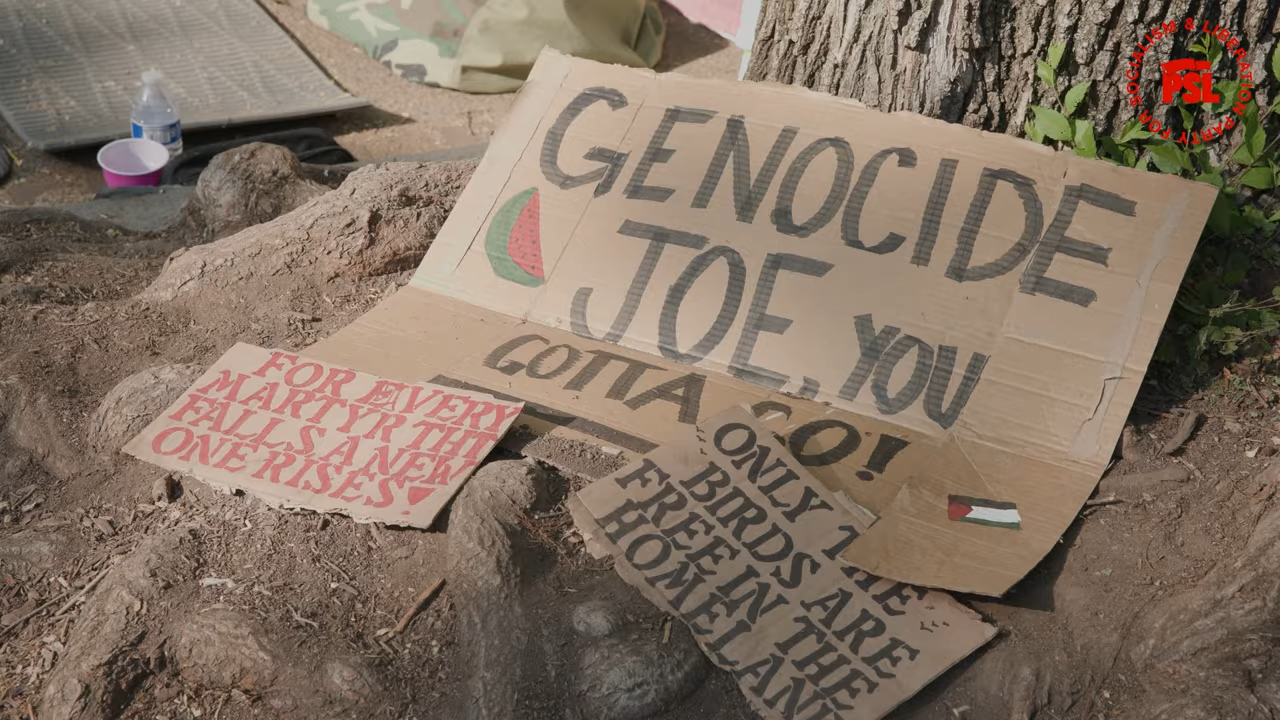 GENOCIDE
JOE, YOU
GOTTA GO!
FOR EVERY
MARTYR THT
FALLS A NEW
ONE RISES
ONLY THE
BIRDS ARE
FREE IN THE
HOMELAND
PARTY FOR SOCIALISM & LIBERATION
PSL